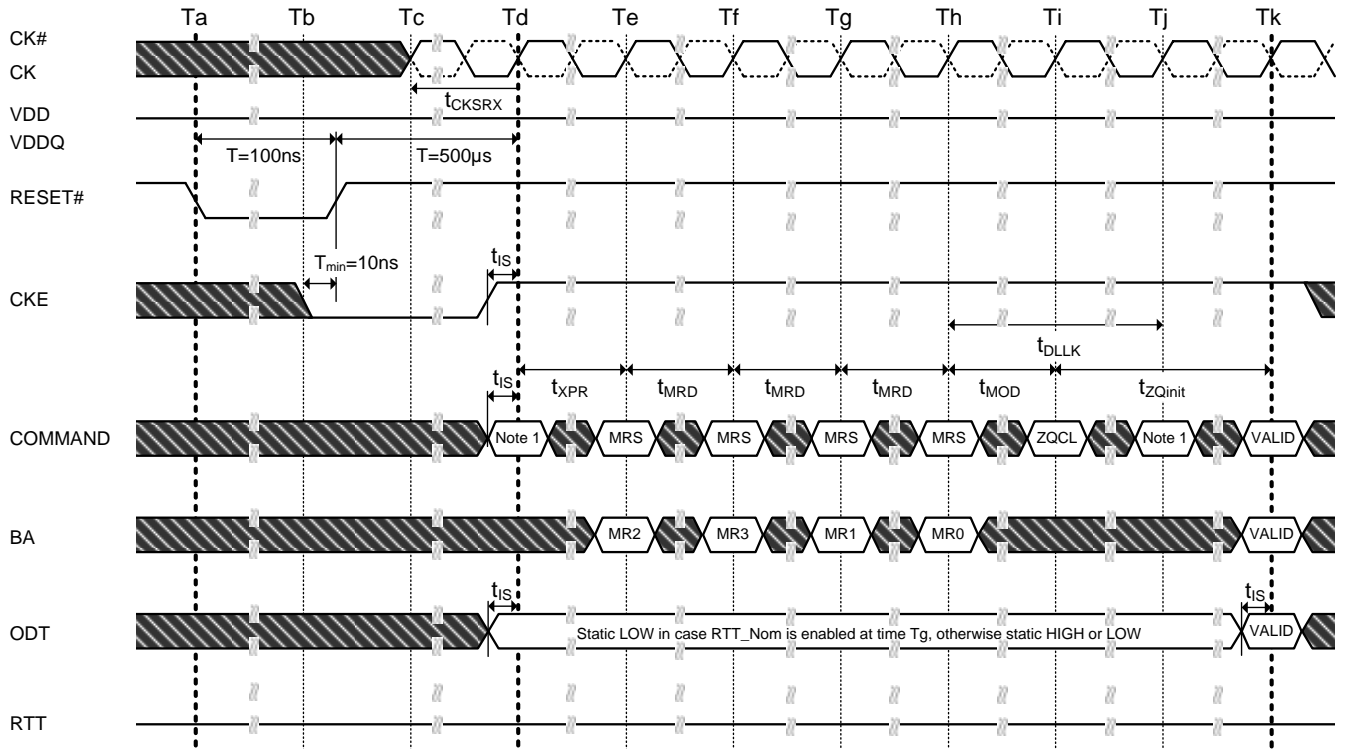 Ta Tb Tc Td Te Tf Tg Th Ti Tj Tk
CK#
CK
tCKSRX
VDD
VDDQ
T=100ns T=500µs
RESET#
Tmin=10ns tIS
CKE
tDLLK
tIS tXPR tMRD tMRD tMRD tMOD tZQinit
COMMAND Note 1 MRS MRS MRS MRS ZQCL Note 1 VALID
BA MR2 MR3 MR1 MR0 VALID
tIS tIS
ODT Static LOW in case RTT_Nom is enabled at time Tg, otherwise static HIGH or LOW VALID
RTT